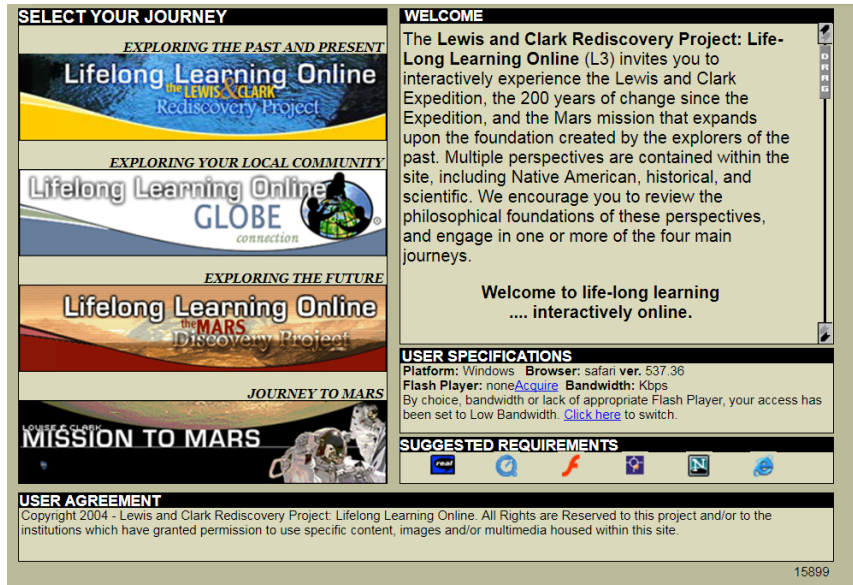 SELECT YOUR JOURNEY
EXPLORING THE PAST AND PRESENT
Lifelong Learning Online
the LEWIS & CLARK
Rediscovery Project
EXPLORING YOUR LOCAL COMMUNITY
Lifelong Learning Online
GLOBE
connection
EXPLORING THE FUTURE
Lifelong Learning Online
the MARS
Discovery Project
JOURNEY TO MARS
LOUISE & CLARK
MISSION TO MARS
WELCOME
The Lewis and Clark Rediscovery Project: Life-
Long Learning Online (L3) invites you to
interactively experience the Lewis and Clark
Expedition, the 200 years of change since the
Expedition, and the Mars mission that expands
upon the foundation created by the explorers of the
past. Multiple perspectives are contained within the
site, including Native American, historical, and
scientific. We encourage you to review the
philosophical foundations of these perspectives,
and engage in one or more of the four main
journeys.
Welcome to life-long learning
.... interactively online.
DRAG
USER SPECIFICATIONS
Platform: Windows Browser: safari ver. 537.36
Flash Player: noneAcquire Bandwidth: Kbps
By choice, bandwidth or lack of appropriate Flash Player, your access has
been set to Low Bandwidth. Click here to switch.
SUGGESTED REQUIREMENTS
real
N
USER AGREEMENT
Copyright 2004 - Lewis and Clark Rediscovery Project: Lifelong Learning Online. All Rights are Reserved to this project and/or to the
institutions which have granted permission to use specific content, images and/or multimedia housed within this site.
15899